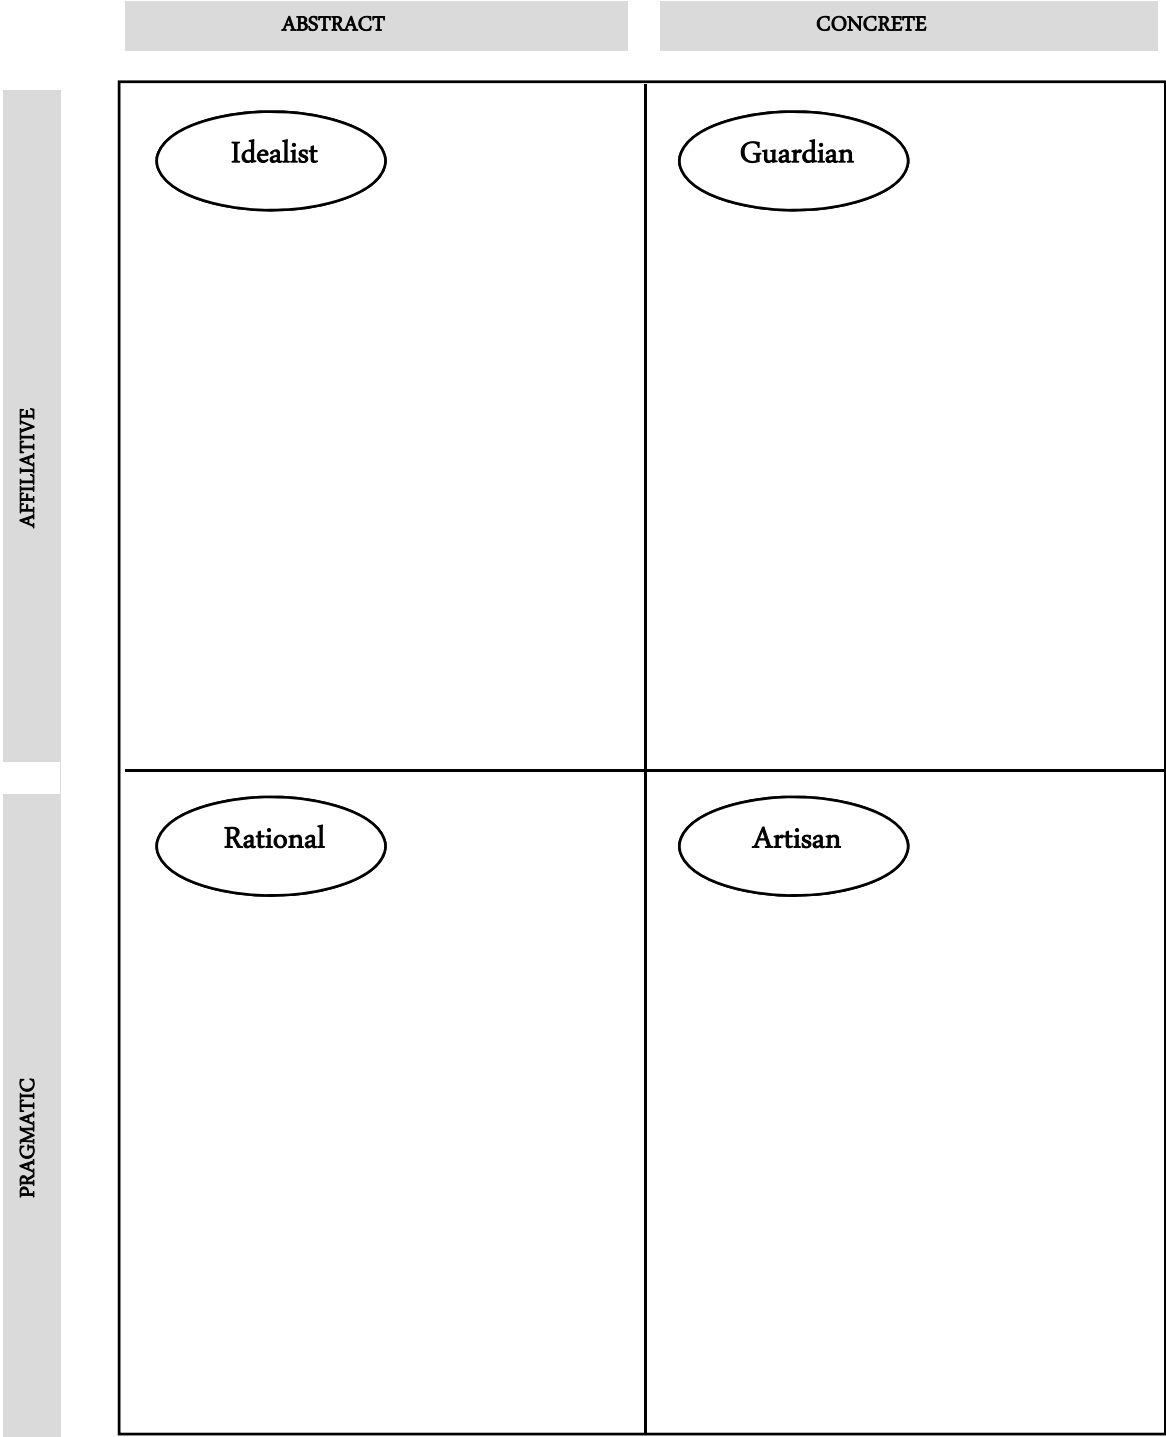 ABSTRACT
CONCRETE
AFFILIATIVE
Idealist
Guardian
PRAGMATIC
Rational
Artisan